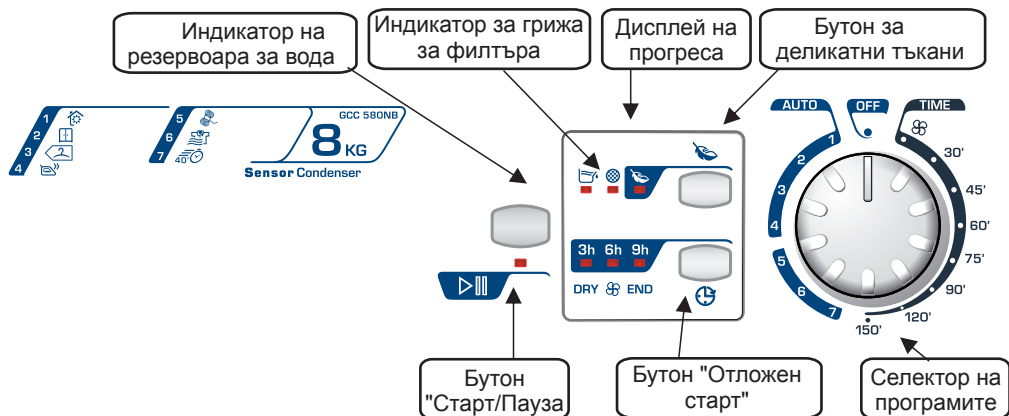 Индикатор на
резервоара за вода
Индикатор за грижа
за филтъра
Дисплей на
прогреса
Бутон за
деликатни тъкани
1
2
3
4
5
6
7
40'
GCC 580NB
8 KG
Sensor Condenser
3h 6h 9h
DRY END
AUTO OFF TIME
1
2
3
4
5
6
7
30'
45'
60'
75'
90'
120'
150'
Бутон
"Старт/Пауза
Бутон "Отложен
старт"
Селектор на
програмите